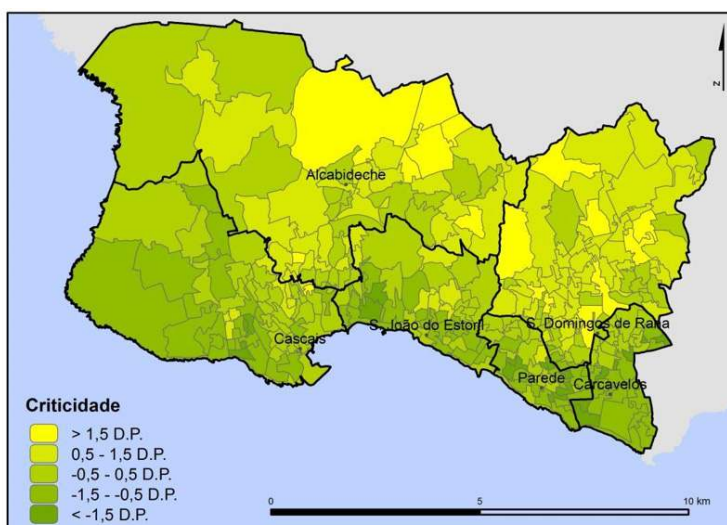 N
Alcabideche
S. Domingos de Rana
S. João do Estoril
Cascais
Parede
Carcavelos
Criticidade
> 1,5 D.P.
0,5 - 1,5 D.P.
-0,5 - 0,5 D.P.
-1,5 - -0,5 D.P.
< -1,5 D.P.
0 5 10 km